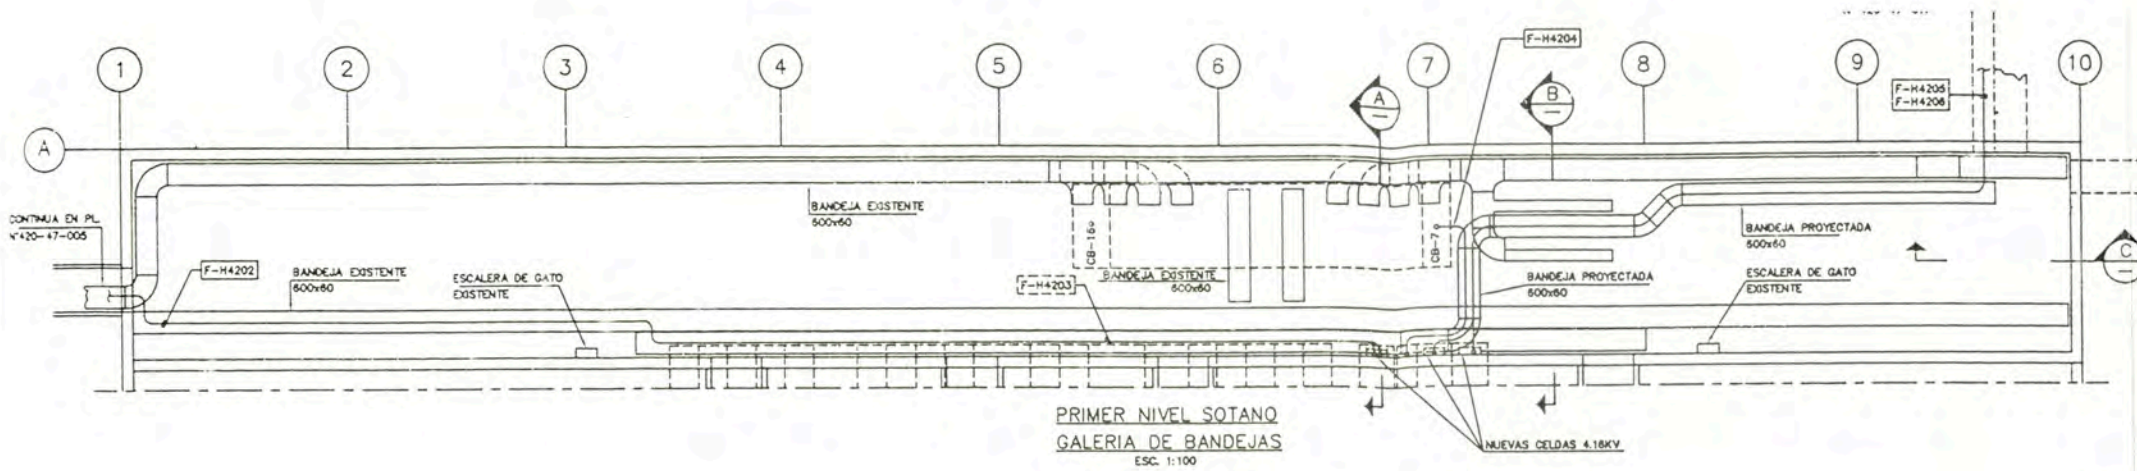 1
2
3
4
5
6
7
8
9
10
A
F-H4204
A
B
F-H4205
F-H4206
CONTINUA EN PL.
N°420-47-005
BANDEJA EXISTENTE
600x60
CB-16
CB-7
BANDEJA PROYECTADA
600x60
C
F-H4202
BANDEJA EXISTENTE
600x60
ESCALERA DE GATO
EXISTENTE
F-H4203
BANDEJA EXISTENTE
600x60
BANDEJA PROYECTADA
600x60
ESCALERA DE GATO
EXISTENTE
PRIMER NIVEL SOTANO
GALERIA DE BANDEJAS
ESC. 1:100
NUEVAS CELDAS 4.16KV